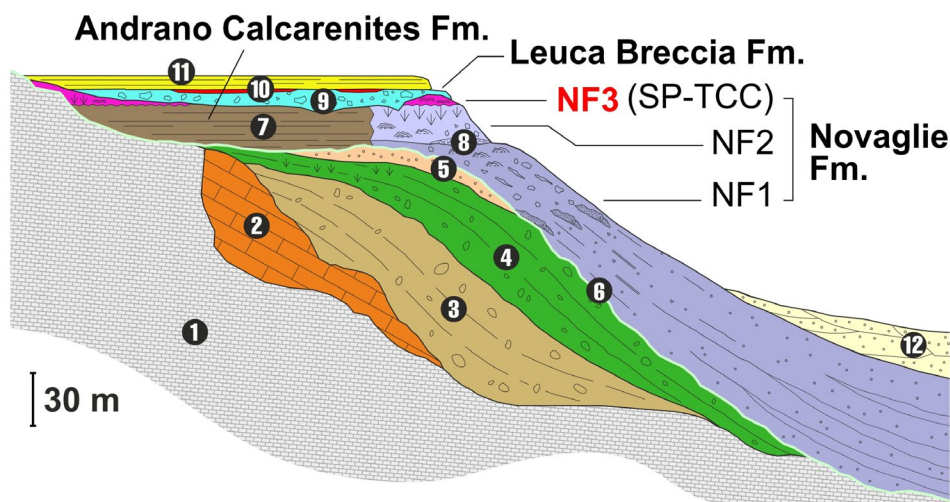 Andrano Calcarenites Fm.
Leuca Breccia Fm.
NF3 (SP-TCC)
NF2
NF1
Novaglie
Fm.
11
10
9
7
8
5
2
4
6
3
1
12
30 m